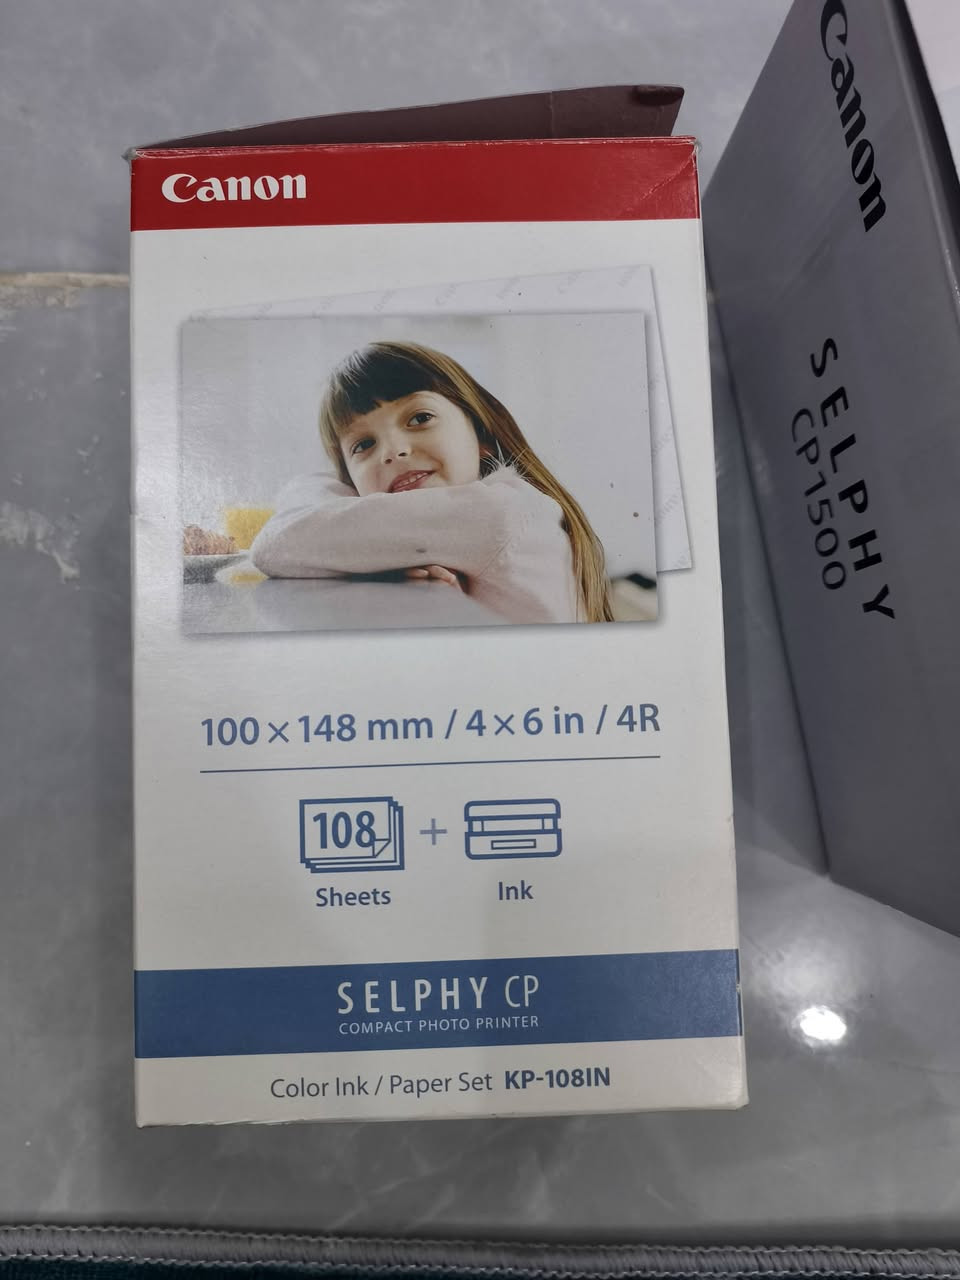 Canon
100 × 148 mm / 4 × 6 in / 4R
108
+
Sheets
Ink
SELPHY CP
COMPACT PHOTO PRINTER
Color Ink / Paper Set KP-108IN
Canon
SELPHY
CP1500